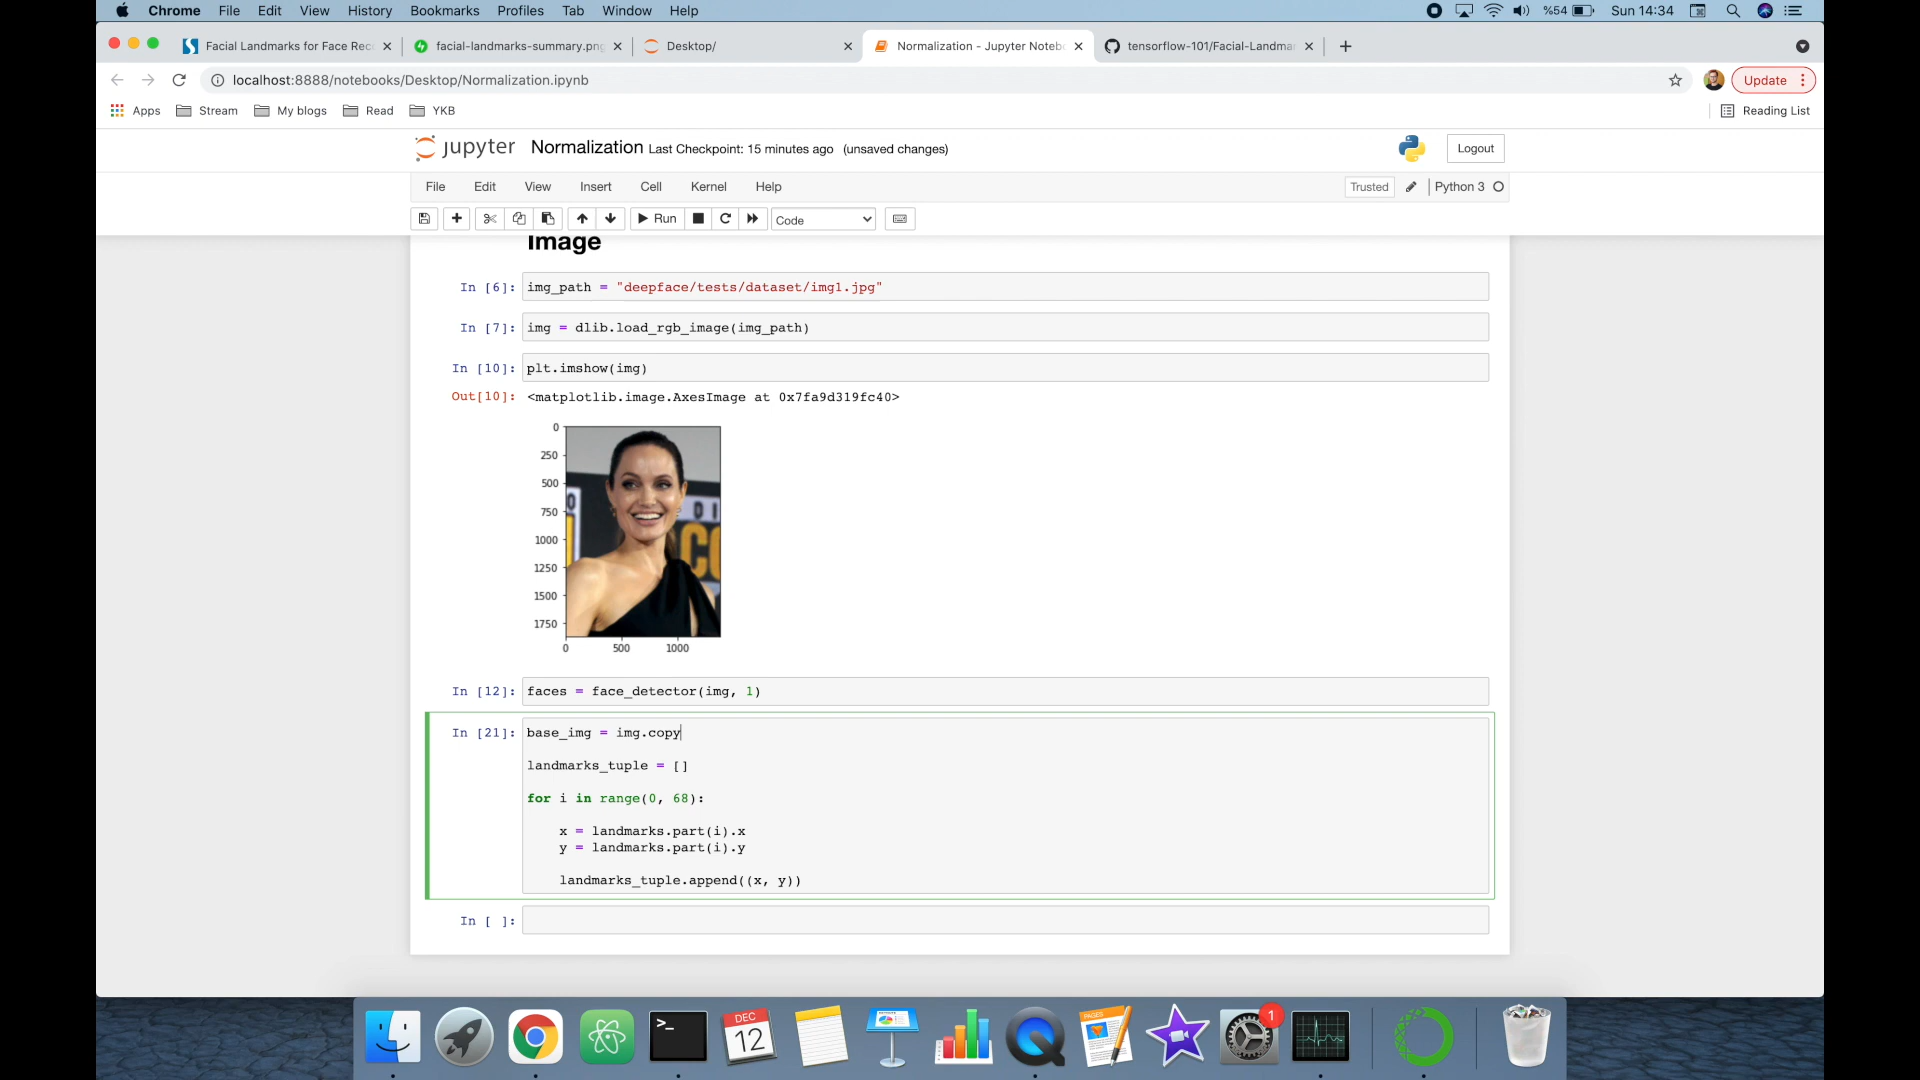 Chrome File Edit View History Bookmarks Profiles Tab Window Help %54 Sun 14:34
Facial Landmarks for Face Rec facial-landmarks-summary.png Desktop/ Normalization - Jupyter Noteb tensorflow-101/Facial-Landma
localhost:8888/notebooks/Desktop/Normalization.ipynb Update
Apps Stream My blogs Read YKB Reading List
jupyter Normalization Last Checkpoint: 15 minutes ago (unsaved changes) Logout
File Edit View Insert Cell Kernel Help Trusted Python 3
Run Code
Image
In [6]: img_path = "deepface/tests/dataset/img1.jpg"
In [7]: img = dlib.load_rgb_image(img_path)
In [10]: plt.imshow(img)
Out[10]: <matplotlib.image.AxesImage at 0x7fa9d319fc40>
0
250
500
750
1000
1250
1500
1750
0 500 1000
In [12]: faces = face_detector(img, 1)
In [21]: base_img = img.copy
landmarks_tuple = []
for i in range(0, 68):
x = landmarks.part(i).x
y = landmarks.part(i).y
landmarks_tuple.append((x, y))
In [ ]:
DEC
12
1
PAGES